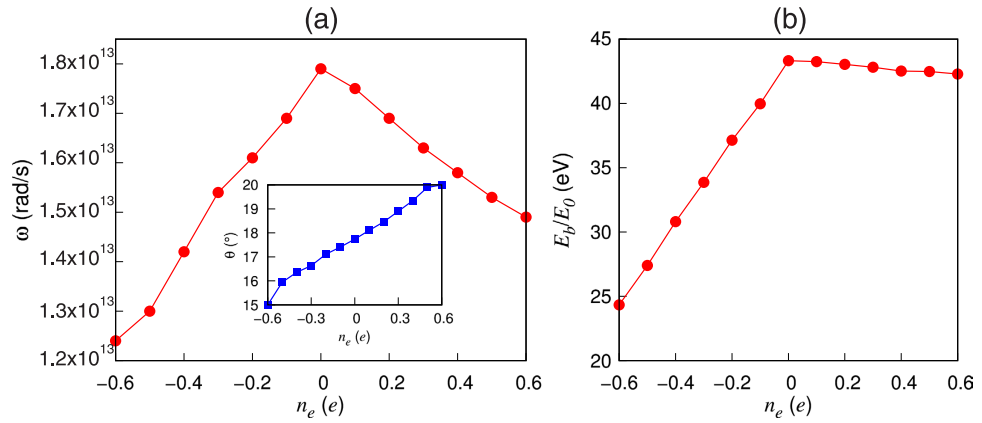 (a)
ω (rad/s)
1.8x10^13
1.7x10^13
1.6x10^13
1.5x10^13
1.4x10^13
1.3x10^13
1.2x10^13
−0.6 −0.4 −0.2 0 0.2 0.4 0.6
n_e (e)
θ (°)
20
19
18
17
16
15
−0.6 −0.3 0 0.3 0.6
n_e (e)
(b)
E_b/E_0 (eV)
45
40
35
30
25
20
−0.6 −0.4 −0.2 0 0.2 0.4 0.6
n_e (e)